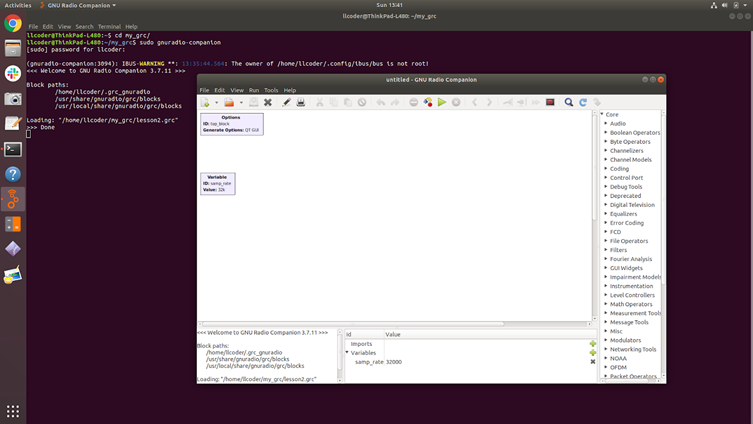 Activities GNU Radio Companion Sun 13:41
llcoder@ThinkPad-L480: ~/my_grc
File Edit View Search Terminal Help
llcoder@ThinkPad-L480:~$ cd my_grc/
llcoder@ThinkPad-L480:~/my_grc$ sudo gnuradio-companion
[sudo] password for llcoder:
(gnuradio-companion:3094): IBUS-WARNING **: 13:35:44.564: The owner of /home/llcoder/.config/ibus/bus is not root!
<<< Welcome to GNU Radio Companion 3.7.11 >>>
Block paths:
/home/llcoder/.grc_gnuradio
/usr/share/gnuradio/grc/blocks
/usr/local/share/gnuradio/grc/blocks
Loading: "/home/llcoder/my_grc/lesson2.grc"
>>> Done
untitled - GNU Radio Companion
File Edit View Run Tools Help
Options
ID: top_block
Generate Options: QT GUI
Variable
ID: samp_rate
Value: 32k
Core
Audio
Boolean Operators
Byte Operators
Channelizers
Channel Models
Coding
Control Port
Debug Tools
Deprecated
Digital Television
Equalizers
Error Coding
FCD
File Operators
Filters
Fourier Analysis
GUI Widgets
Impairment Models
Instrumentation
Level Controllers
Math Operators
Measurement Tools
Message Tools
Misc
Modulators
Networking Tools
NOAA
OFDM
Packet Operators
<<< Welcome to GNU Radio Companion 3.7.11 >>>
Block paths:
/home/llcoder/.grc_gnuradio
/usr/share/gnuradio/grc/blocks
/usr/local/share/gnuradio/grc/blocks
Loading: "/home/llcoder/my_grc/lesson2.grc"
Id Value
Imports
Variables
samp_rate 32000